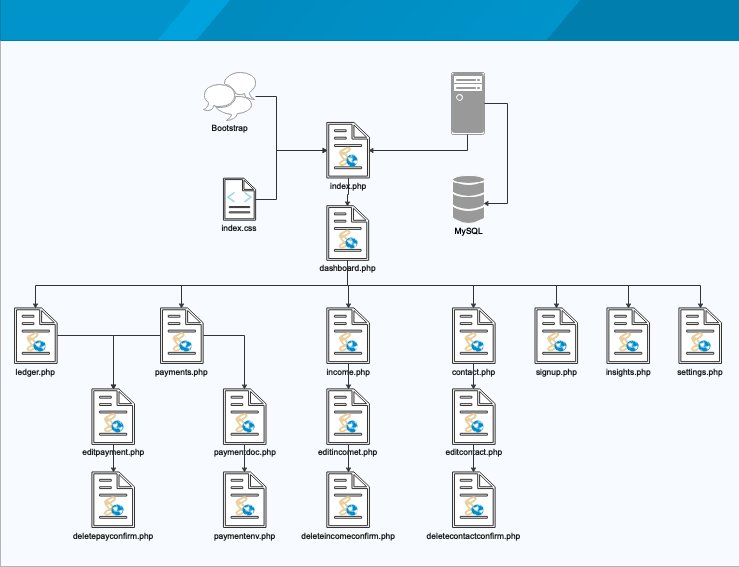 Bootstrap
index.php
index.css
MySQL
dashboard.php
ledger.php
payments.php
income.php
contact.php
signup.php
insights.php
settings.php
editpayment.php
paymentdoc.php
editincomet.php
editcontact.php
deletepayconfirm.php
paymentenv.php
deleteincomeconfirm.php
deletecontactconfirm.php